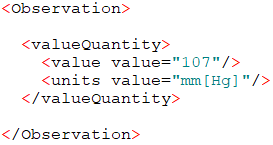 <Observation>
<valueQuantity>
<value value="107"/>
<units value="mm[Hg]"/>
</valueQuantity>
</Observation>